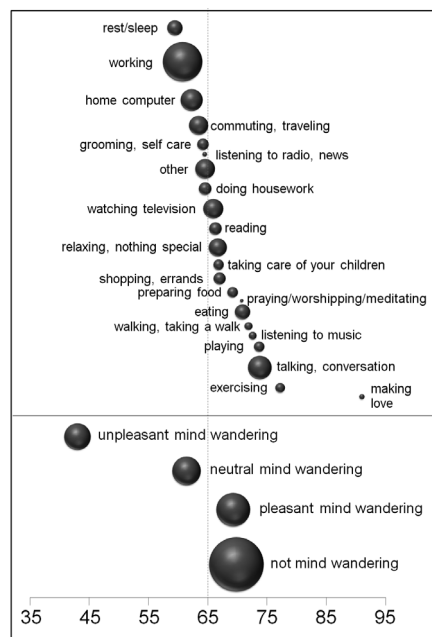 rest/sleep
working
home computer
commuting, traveling
grooming, self care
listening to radio, news
other
doing housework
watching television
reading
relaxing, nothing special
taking care of your children
shopping, errands
preparing food
praying/worshipping/meditating
eating
walking, taking a walk
listening to music
playing
talking, conversation
exercising
making
love
unpleasant mind wandering
neutral mind wandering
pleasant mind wandering
not mind wandering
35 45 55 65 75 85 95